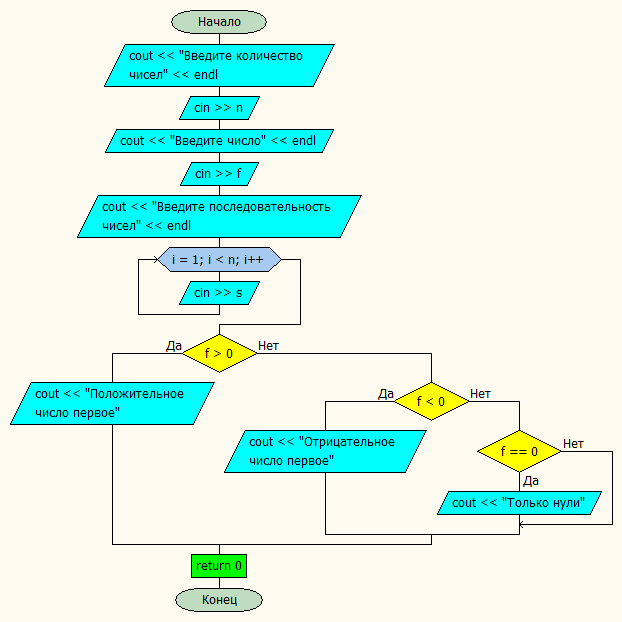 Начало
cout << "Введите количество
чисел" << endl
cin >> n
cout << "Введите число" << endl
cin >> f
cout << "Введите последовательность
чисел" << endl
i = 1; i < n; i++
cin >> s
Да
f > 0
Нет
cout << "Положительное
число первое"
Да
f < 0
Нет
cout << "Отрицательное
число первое"
f == 0
Нет
Да
cout << "Только нули"
return 0
Конец